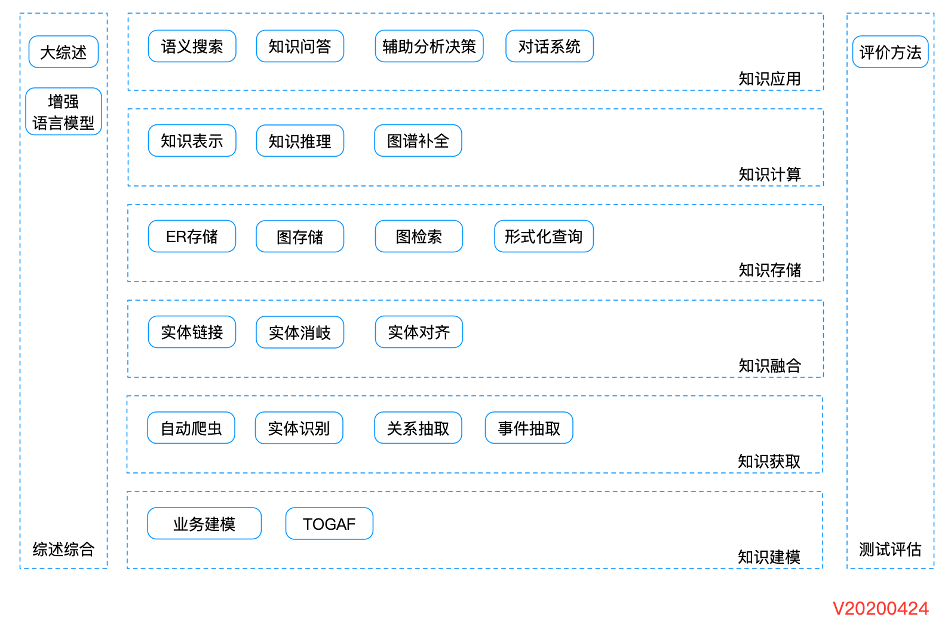 大综述
增强
语言模型
综述综合
语义搜索
知识问答
辅助分析决策
对话系统
知识应用
知识表示
知识推理
图谱补全
知识计算
ER存储
图存储
图检索
形式化查询
知识存储
实体链接
实体消岐
实体对齐
知识融合
自动爬虫
实体识别
关系抽取
事件抽取
知识获取
业务建模
TOGAF
知识建模
评价方法
测试评估
V20200424